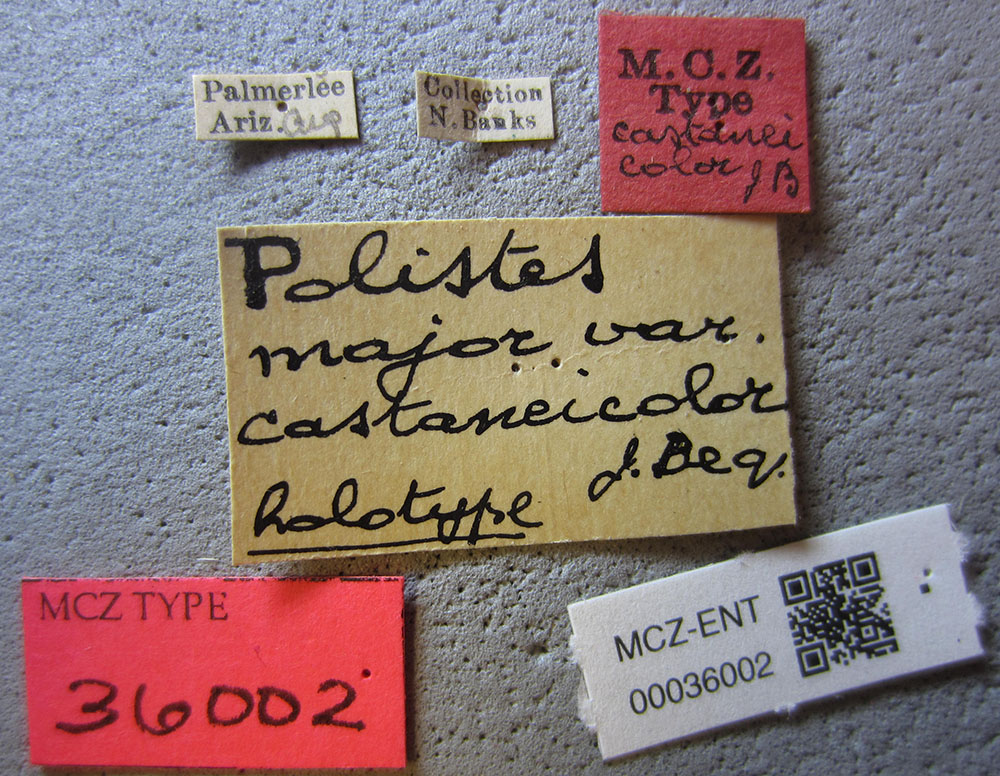 Palmerlee
Ariz. Aug
Collection
N. Banks
M. C. Z.
Type
castanei
color J B
Polistes
major var.
castaneicolor
J. Beq.
holotype
MCZ TYPE
36002
MCZ-ENT
00036002